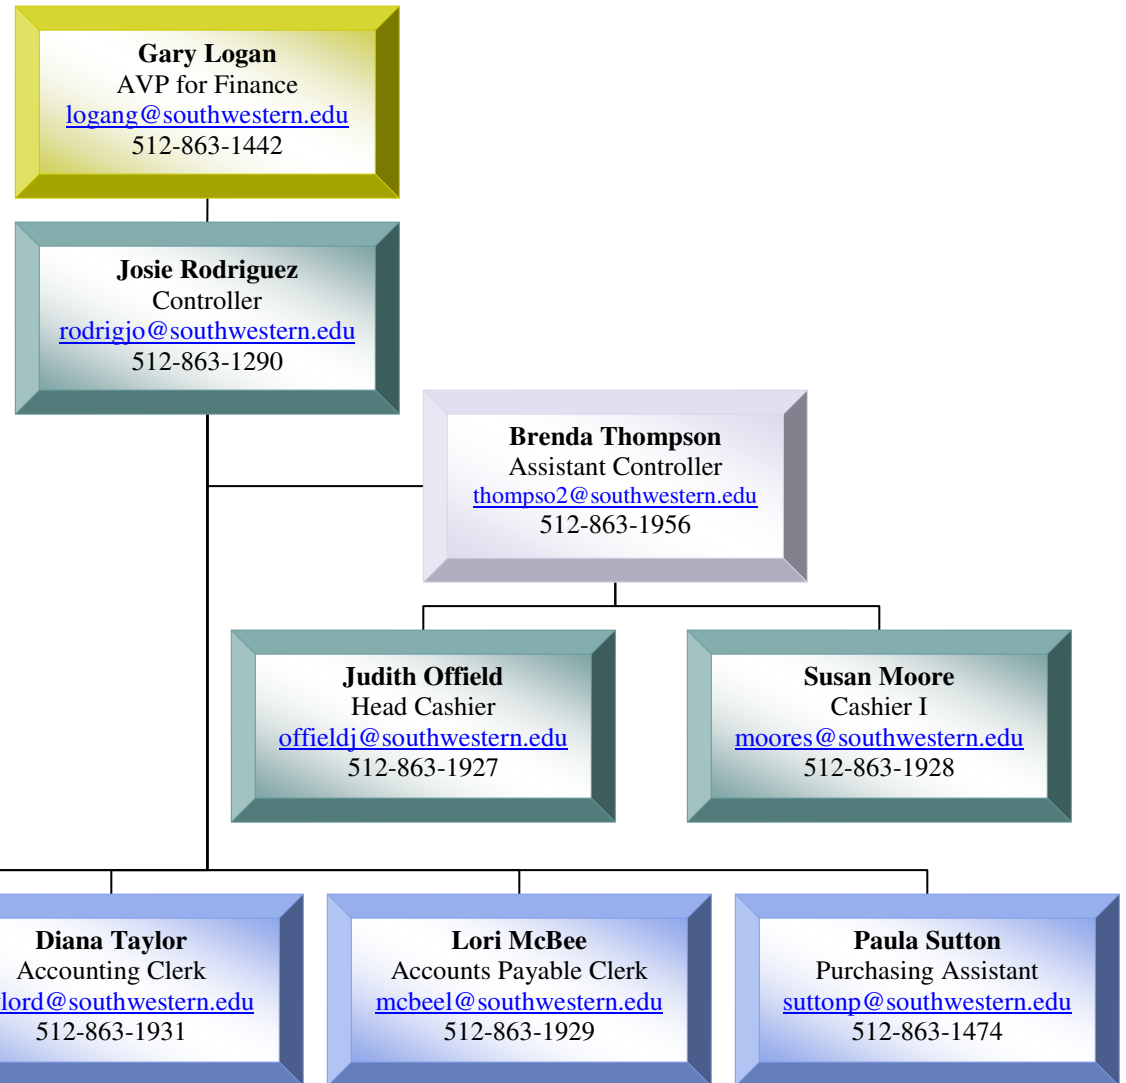 Gary Logan
AVP for Finance
logang@southwestern.edu
512-863-1442
Josie Rodriguez
Controller
rodrigjo@southwestern.edu
512-863-1290
Brenda Thompson
Assistant Controller
thompso2@southwestern.edu
512-863-1956
Judith Offield
Head Cashier
offieldj@southwestern.edu
512-863-1927
Susan Moore
Cashier I
moores@southwestern.edu
512-863-1928
Diana Taylor
Accounting Clerk
lord@southwestern.edu
512-863-1931
Lori McBee
Accounts Payable Clerk
mcbeel@southwestern.edu
512-863-1929
Paula Sutton
Purchasing Assistant
suttonp@southwestern.edu
512-863-1474